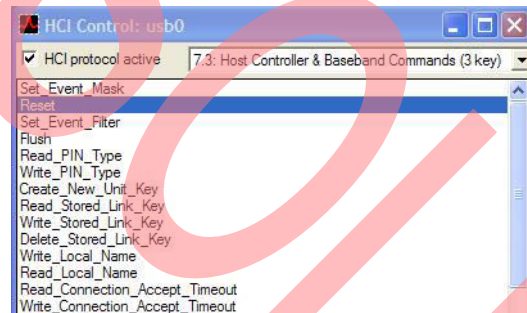 HCI Control: usb0
HCI protocol active 7.3: Host Controller & Baseband Commands (3 key)
Set_Event_Mask
Reset
Set_Event_Filter
Flush
Read_PIN_Type
Write_PIN_Type
Create_New_Unit_Key
Read_Stored_Link_Key
Write_Stored_Link_Key
Delete_Stored_Link_Key
Write_Local_Name
Read_Local_Name
Read_Connection_Accept_Timeout
Write_Connection_Accept_Timeout